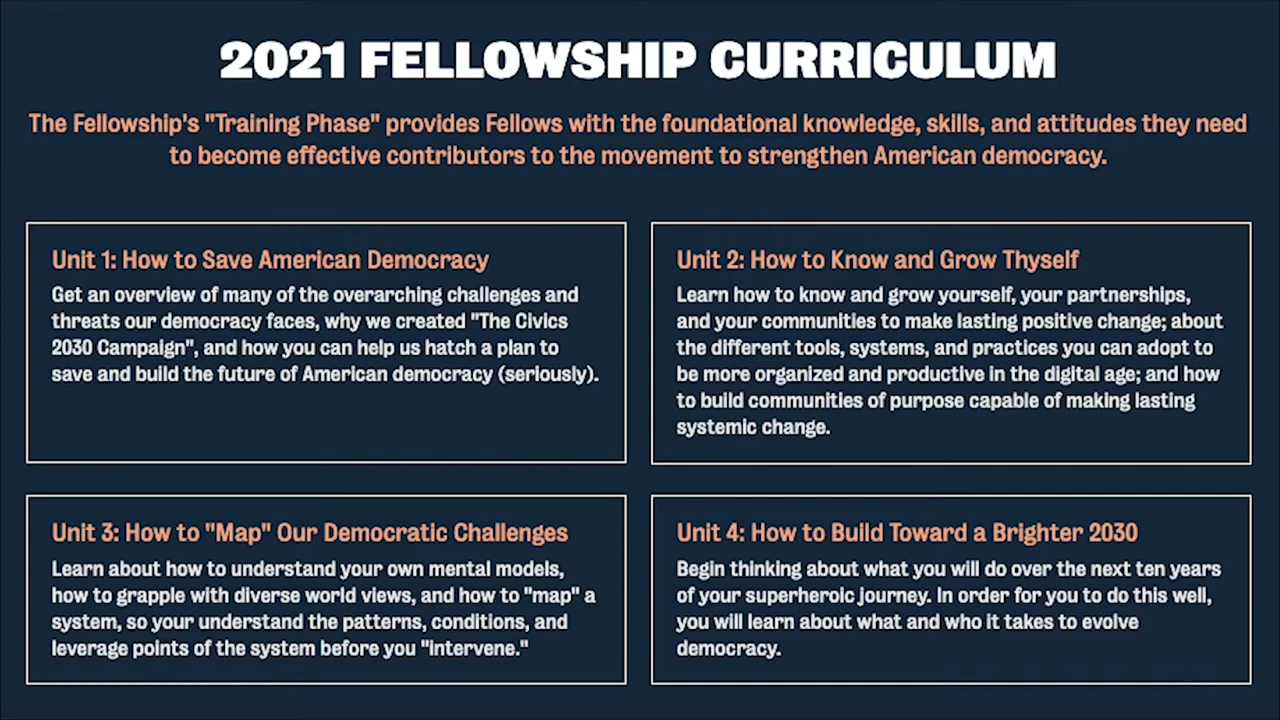 2021 FELLOWSHIP CURRICULUM
The Fellowship's "Training Phase" provides Fellows with the foundational knowledge, skills, and attitudes they need
to become effective contributors to the movement to strengthen American democracy.
Unit 1: How to Save American Democracy
Get an overview of many of the overarching challenges and
threats our democracy faces, why we created "The Civics
2030 Campaign", and how you can help us hatch a plan to
save and build the future of American democracy (seriously).
Unit 2: How to Know and Grow Thyself
Learn how to know and grow yourself, your partnerships,
and your communities to make lasting positive change; about
the different tools, systems, and practices you can adopt to
be more organized and productive in the digital age; and how
to build communities of purpose capable of making lasting
systemic change.
Unit 3: How to "Map" Our Democratic Challenges
Learn about how to understand your own mental models,
how to grapple with diverse world views, and how to "map" a
system, so your understand the patterns, conditions, and
leverage points of the system before you "intervene."
Unit 4: How to Build Toward a Brighter 2030
Begin thinking about what you will do over the next ten years
of your superheroic journey. In order for you to do this well,
you will learn about what and who it takes to evolve
democracy.